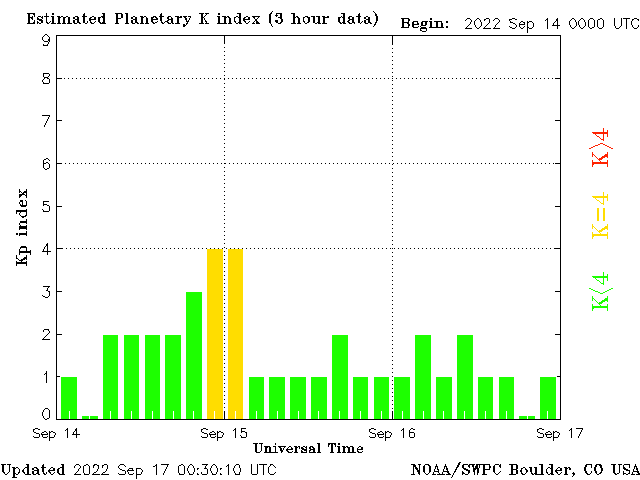 Estimated Planetary K index (3 hour data) Begin: 2022 Sep 14 0000 UTC
9
8
7
6
5
4
3
2
1
0
Kp index
K>4
K=4
K<4
Sep 14 Sep 15 Sep 16 Sep 17
Universal Time
Updated 2022 Sep 17 00:30:10 UTC NOAA/SWPC Boulder, CO USA